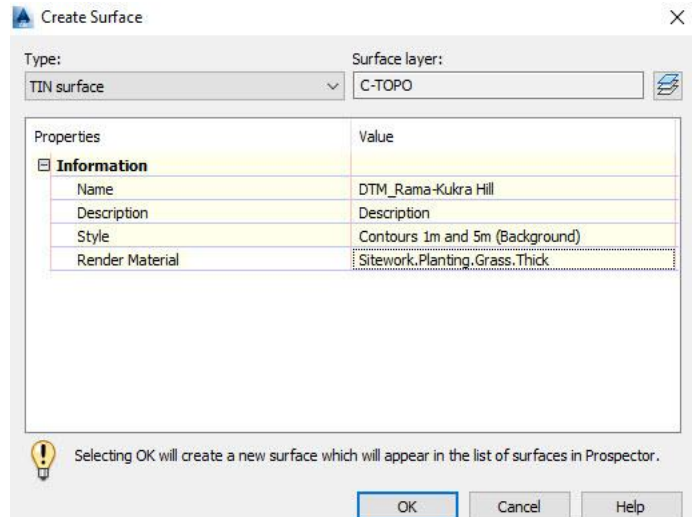 Create Surface
Type:
Surface layer:
TIN surface
C-TOPO
Properties Value
Information
Name DTM_Rama-Kukra Hill
Description Description
Style Contours 1m and 5m (Background)
Render Material Sitework.Planting.Grass.Thick
Selecting OK will create a new surface which will appear in the list of surfaces in Prospector.
OK Cancel Help